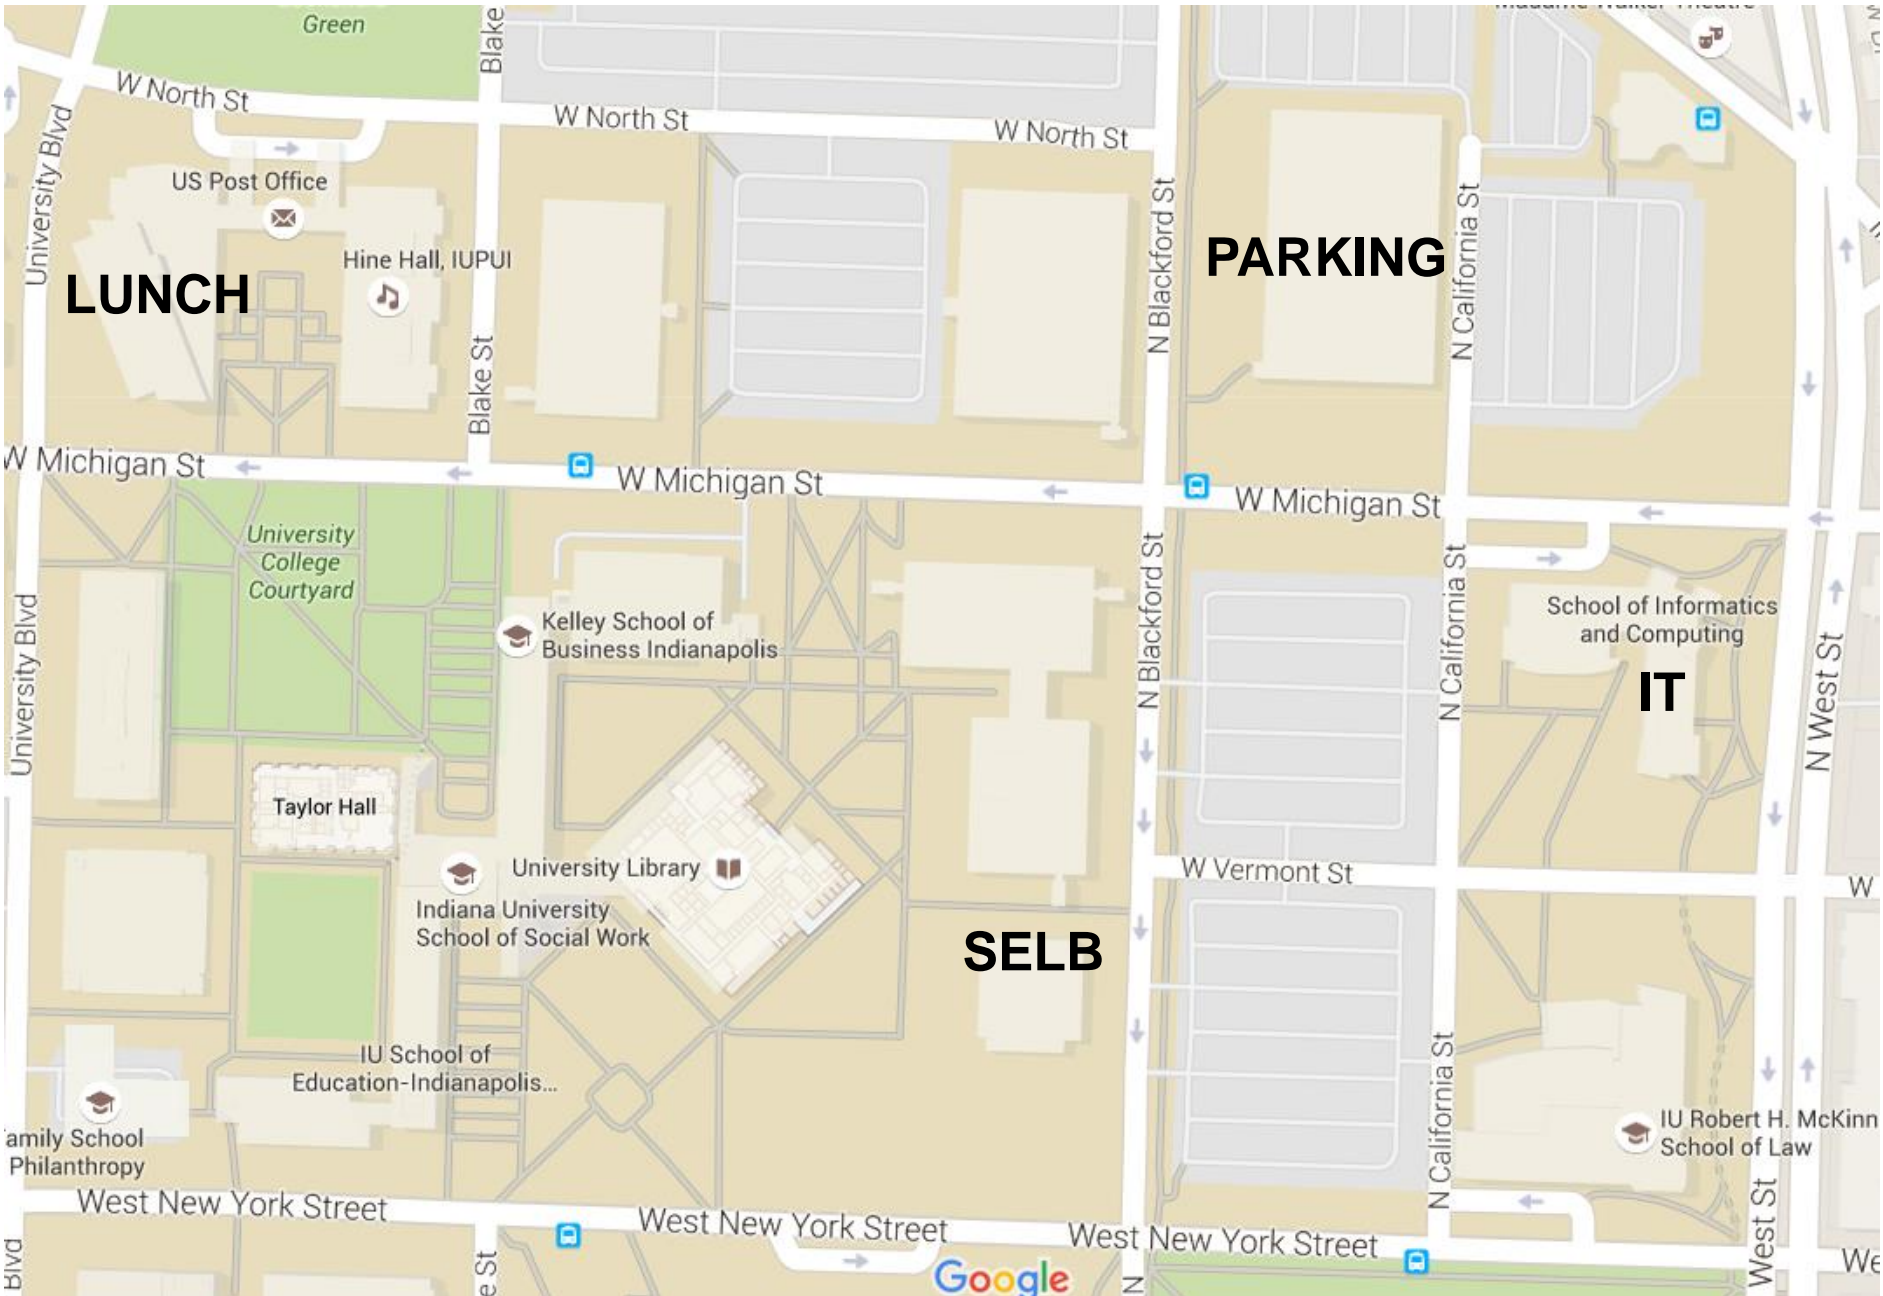 Green
Blake
W North St
W North St
W North St
University Blvd
US Post Office
Hine Hall, IUPUI
LUNCH
PARKING
Blake St
N Blackford St
N California St
W Michigan St
W Michigan St
W Michigan St
University
College
Courtyard
Kelley School of
Business Indianapolis
School of Informatics
and Computing
IT
University Blvd
N Blackford St
N California St
N West St
Taylor Hall
University Library
W Vermont St
W
Indiana University
School of Social Work
SELB
IU School of
Education-Indianapolis...
amily School
Philanthropy
N California St
IU Robert H. McKinn
School of Law
West New York Street
West New York Street
West New York Street
West St
We
Blvd
e St
Google
N